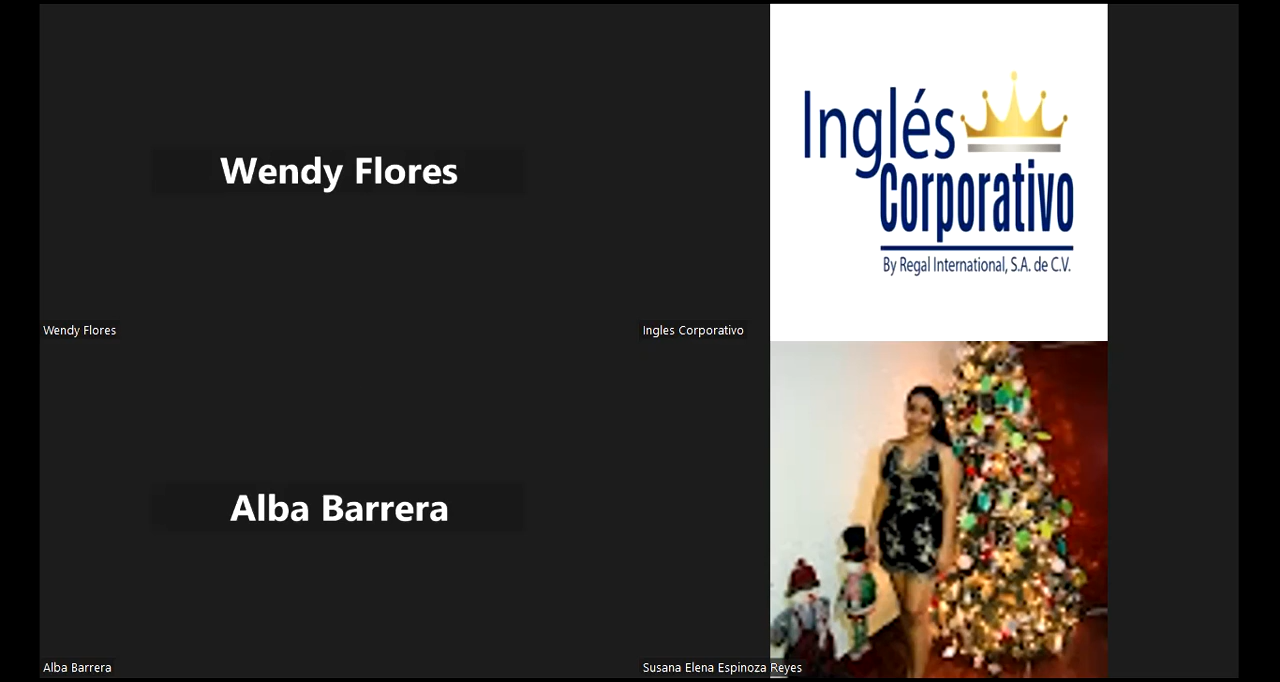 Wendy Flores
Wendy Flores
Inglés
Corporativo
By Regal International, S.A. de C.V.
Ingles Corporativo
Alba Barrera
Alba Barrera
Susana Elena Espinoza Reyes